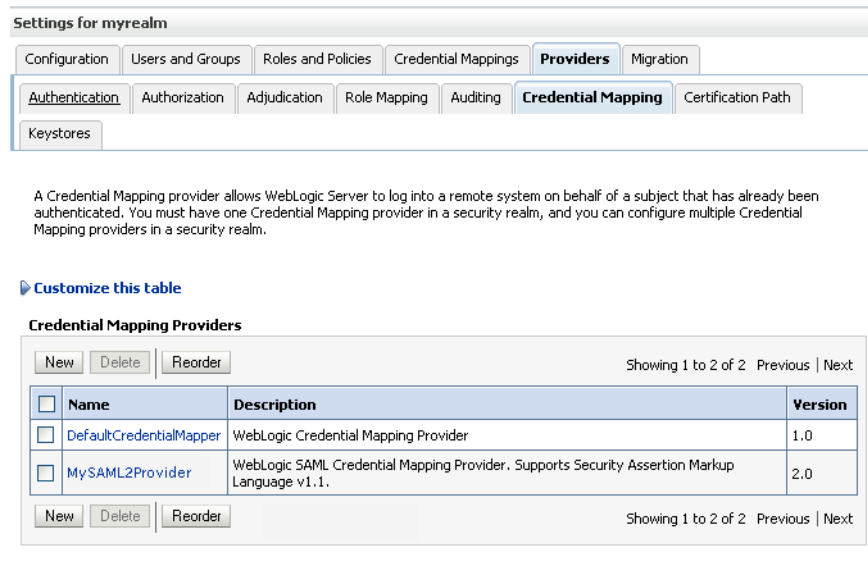 Settings for myrealm
Configuration Users and Groups Roles and Policies Credential Mappings Providers Migration
Authentication Authorization Adjudication Role Mapping Auditing Credential Mapping Certification Path
Keystores
A Credential Mapping provider allows WebLogic Server to log into a remote system on behalf of a subject that has already been
authenticated. You must have one Credential Mapping provider in a security realm, and you can configure multiple Credential
Mapping providers in a security realm.
Customize this table
Credential Mapping Providers
New Delete Reorder Showing 1 to 2 of 2 Previous | Next
Name Description Version
DefaultCredentialMapper WebLogic Credential Mapping Provider 1.0
MySAML2Provider WebLogic SAML Credential Mapping Provider. Supports Security Assertion Markup
Language v1.1. 2.0
New Delete Reorder Showing 1 to 2 of 2 Previous | Next